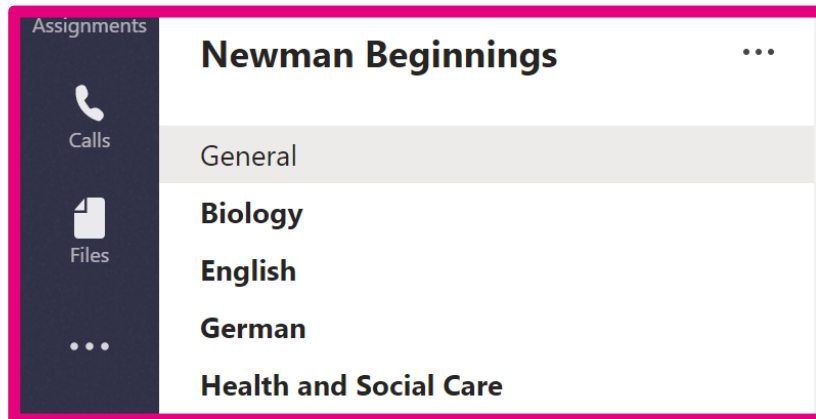 Assignments
Calls
Files
Newman Beginnings
General
Biology
English
German
Health and Social Care